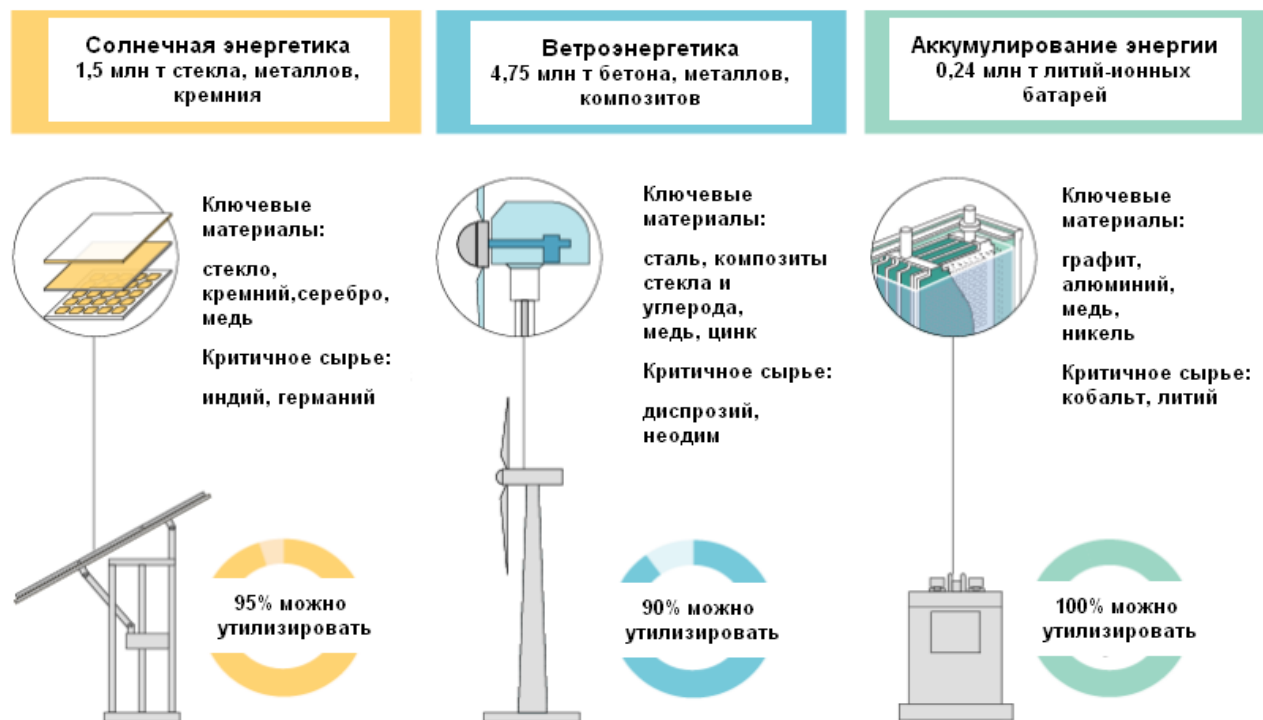 Солнечная энергетика
1,5 млн т стекла, металлов,
кремния
Ветроэнергетика
4,75 млн т бетона, металлов,
композитов
Аккумулирование энергии
0,24 млн т литий-ионных
батарей
Ключевые
материалы:
стекло,
кремний,серебро,
медь
Критичное сырье:
индий, германий
Ключевые
материалы:
сталь, композиты
стекла и
углерода,
медь, цинк
Критичное сырье:
диспрозий,
неодим
Ключевые
материалы:
графит,
алюминий,
медь,
никель
Критичное сырье:
кобальт, литий
95% можно
утилизировать
90% можно
утилизировать
100% можно
утилизировать